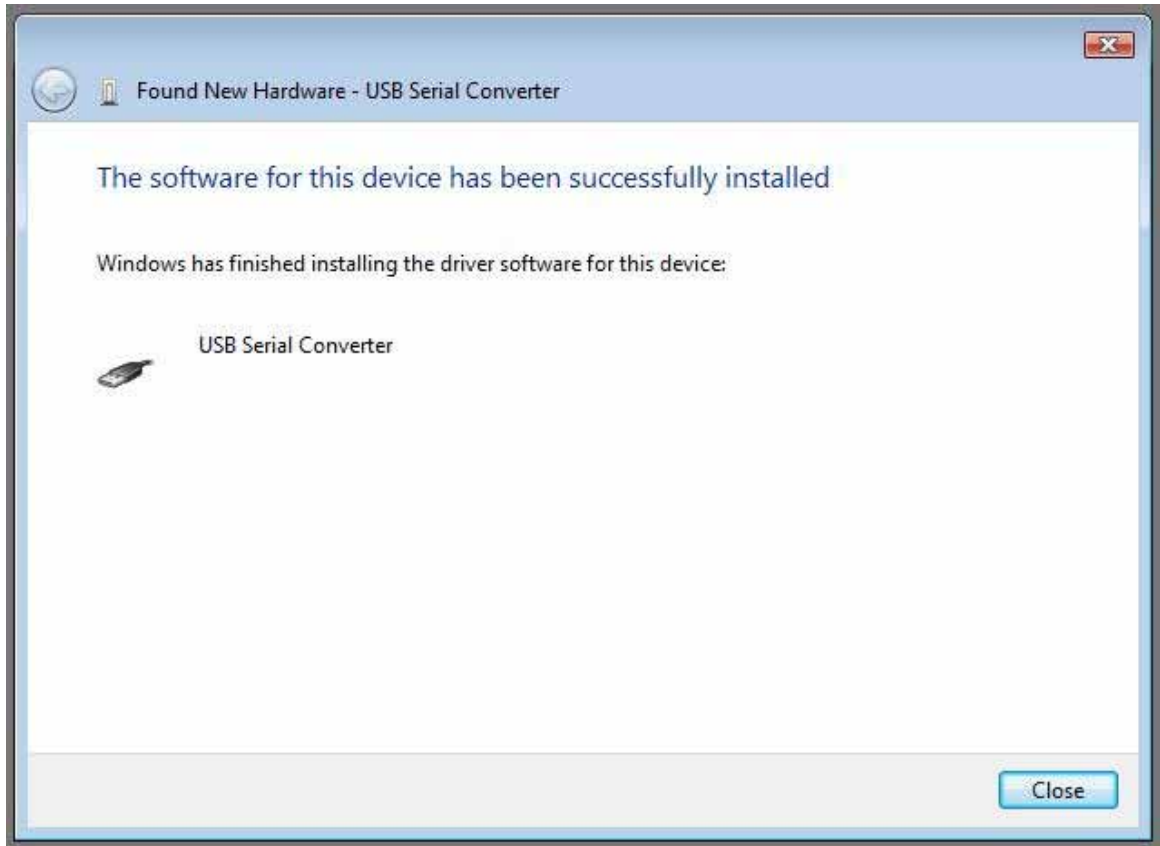 Found New Hardware - USB Serial Converter
The software for this device has been successfully installed
Windows has finished installing the driver software for this device:
USB Serial Converter
Close